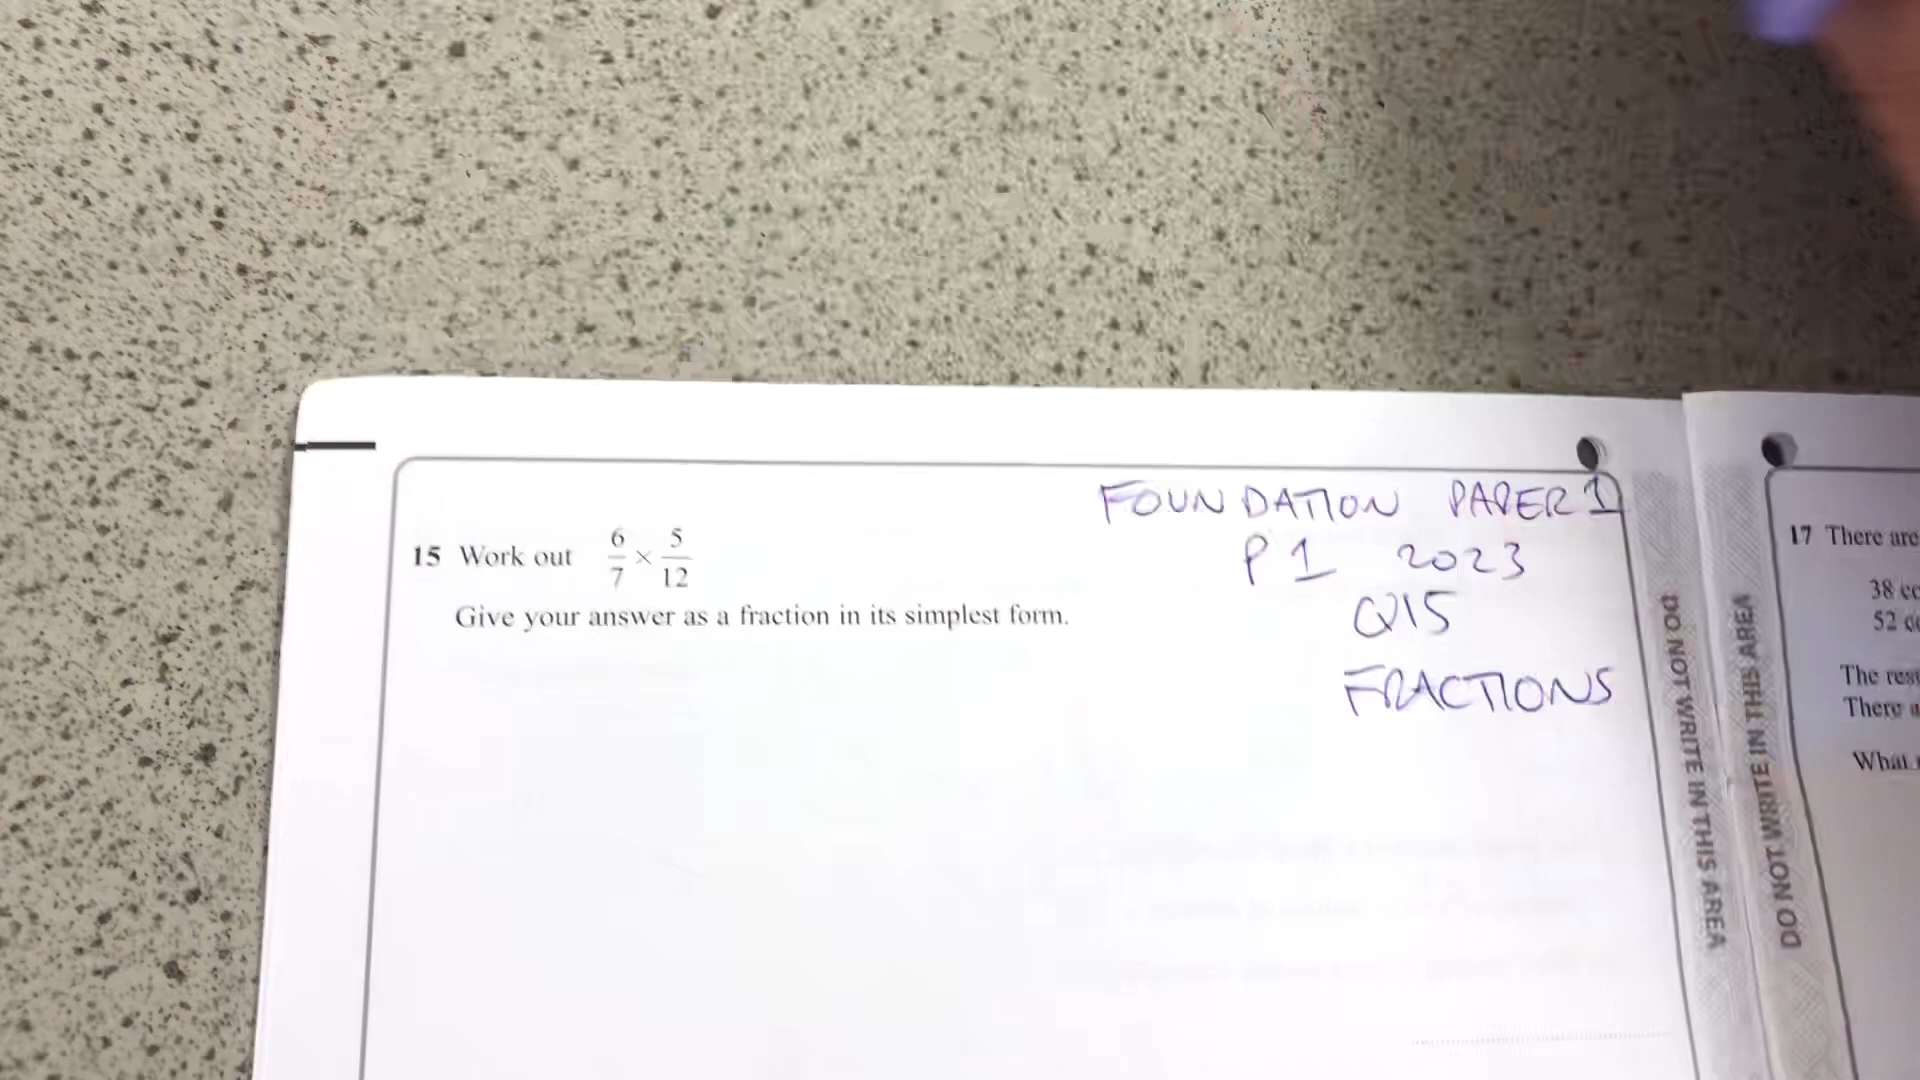 FOUNDATION PAPER 1
P1 2023
Q15
FRACTIONS
15 Work out 6/7 × 5/12
Give your answer as a fraction in its simplest form.
DO NOT WRITE IN THIS AREA
DO NOT WRITE IN THIS AREA
17 There are
38
52
The
There
What